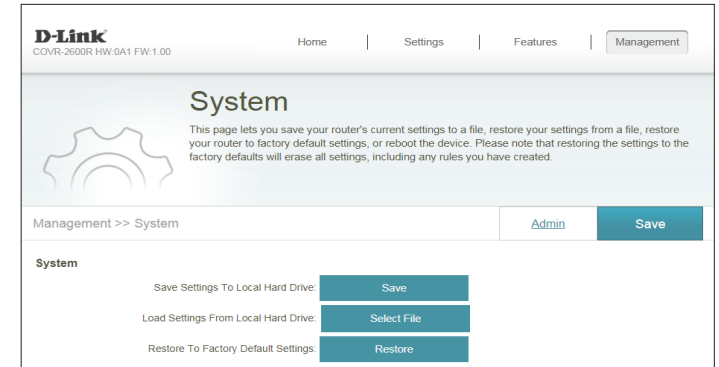 D-Link
COVR-2600R HW:0A1 FW:1.00
Home
Settings
Features
Management
System
This page lets you save your router's current settings to a file, restore your settings from a file, restore
your router to factory default settings, or reboot the device. Please note that restoring the settings to the
factory defaults will erase all settings, including any rules you have created.
Management >> System
Admin
Save
System
Save Settings To Local Hard Drive:
Save
Load Settings From Local Hard Drive:
Select File
Restore To Factory Default Settings:
Restore